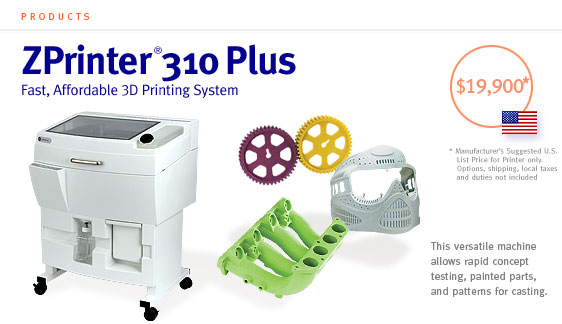 PRODUCTS
ZPrinter®310 Plus
Fast, Affordable 3D Printing System
$19,900*
* Manufacturer's Suggested U.S.
List Price for Printer only.
Options, shipping, local taxes
and duties not included
This versatile machine
allows rapid concept
testing, painted parts,
and patterns for casting.